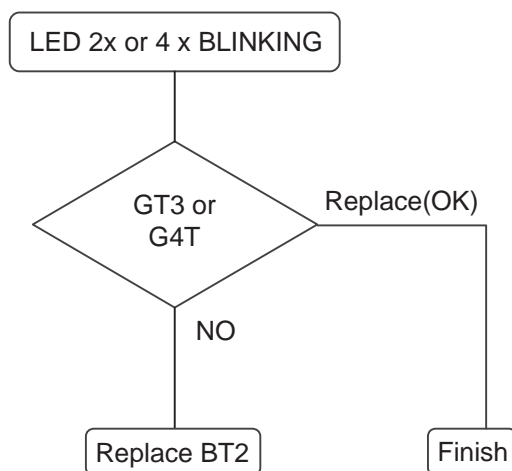 LED 2x or 4 x BLINKING
GT3 or
G4T
Replace(OK)
NO
Replace BT2
Finish